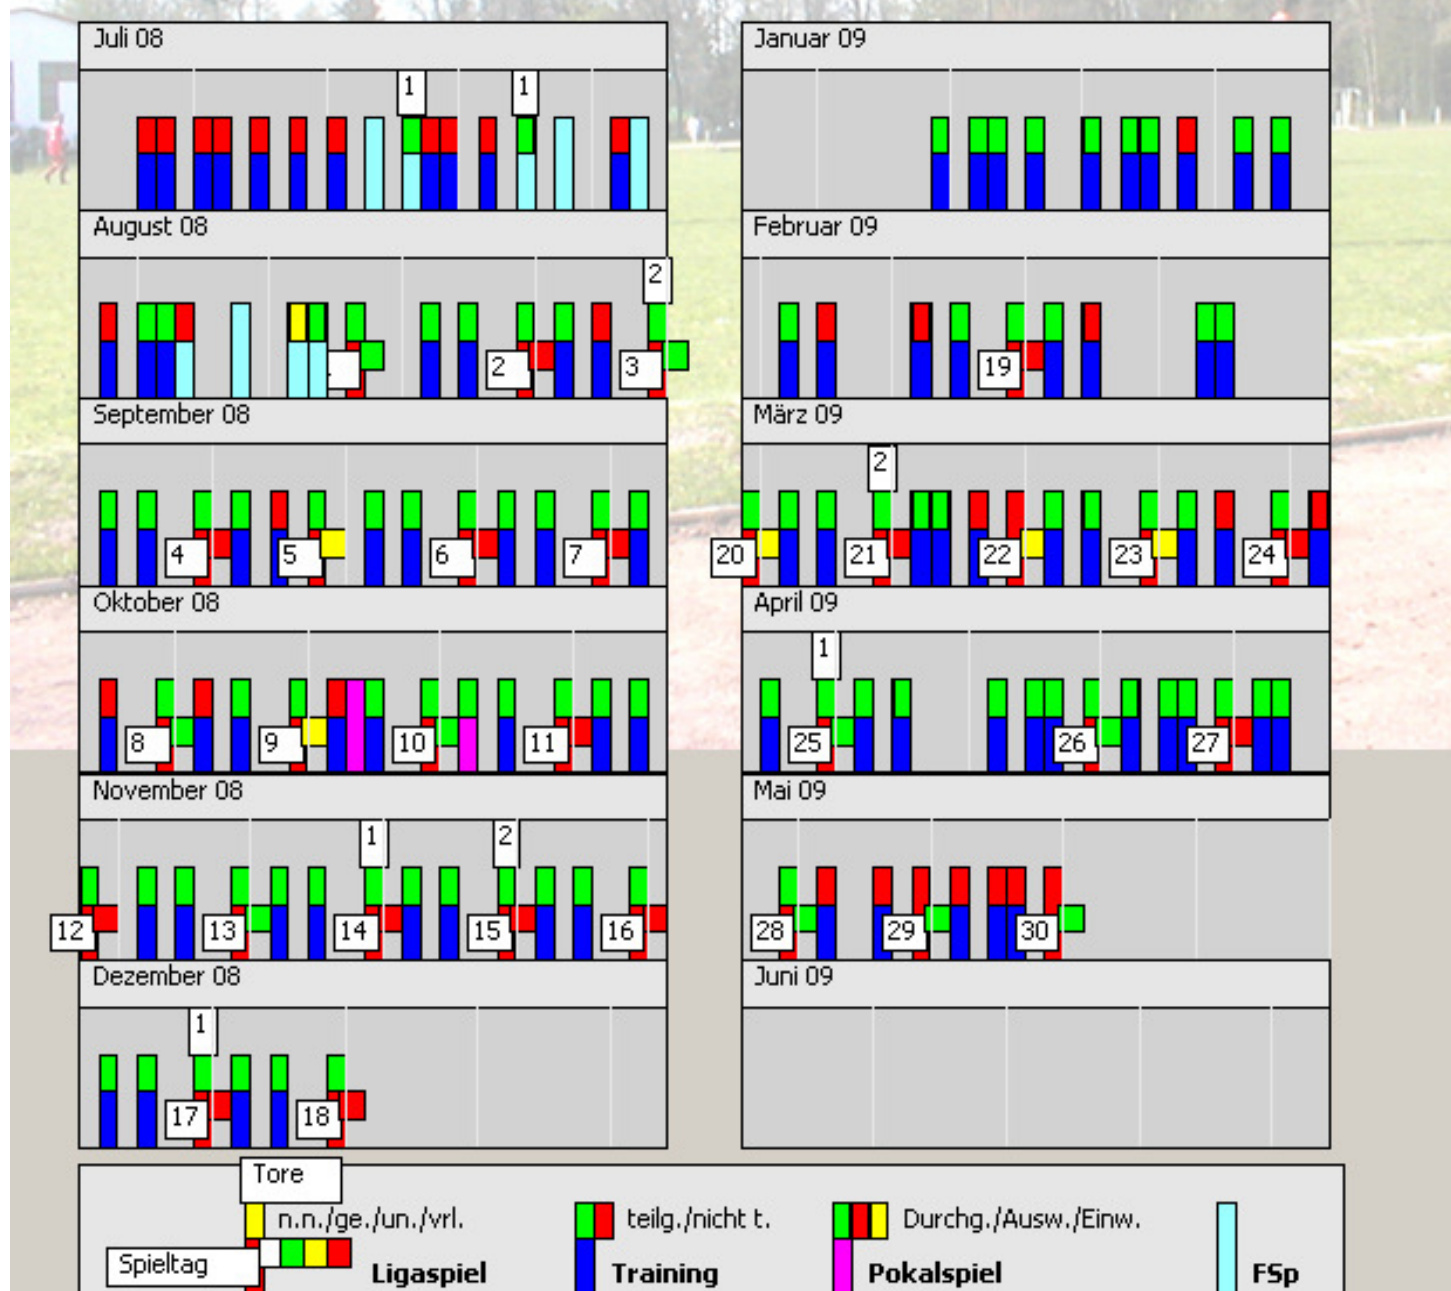 Juli 08
1
1
August 08
2
2
3
September 08
4
5
6
7
Oktober 08
8
9
10
11
November 08
1
2
12
13
14
15
16
Dezember 08
1
17
18
Januar 09
Februar 09
19
März 09
2
20
21
22
23
24
April 09
1
25
26
27
Mai 09
28
29
30
Juni 09
Tore
n.n./ge./un./vrl.
teilg./nicht t.
Durchg./Ausw./Einw.
Spieltag
Ligaspiel
Training
Pokalspiel
FSp